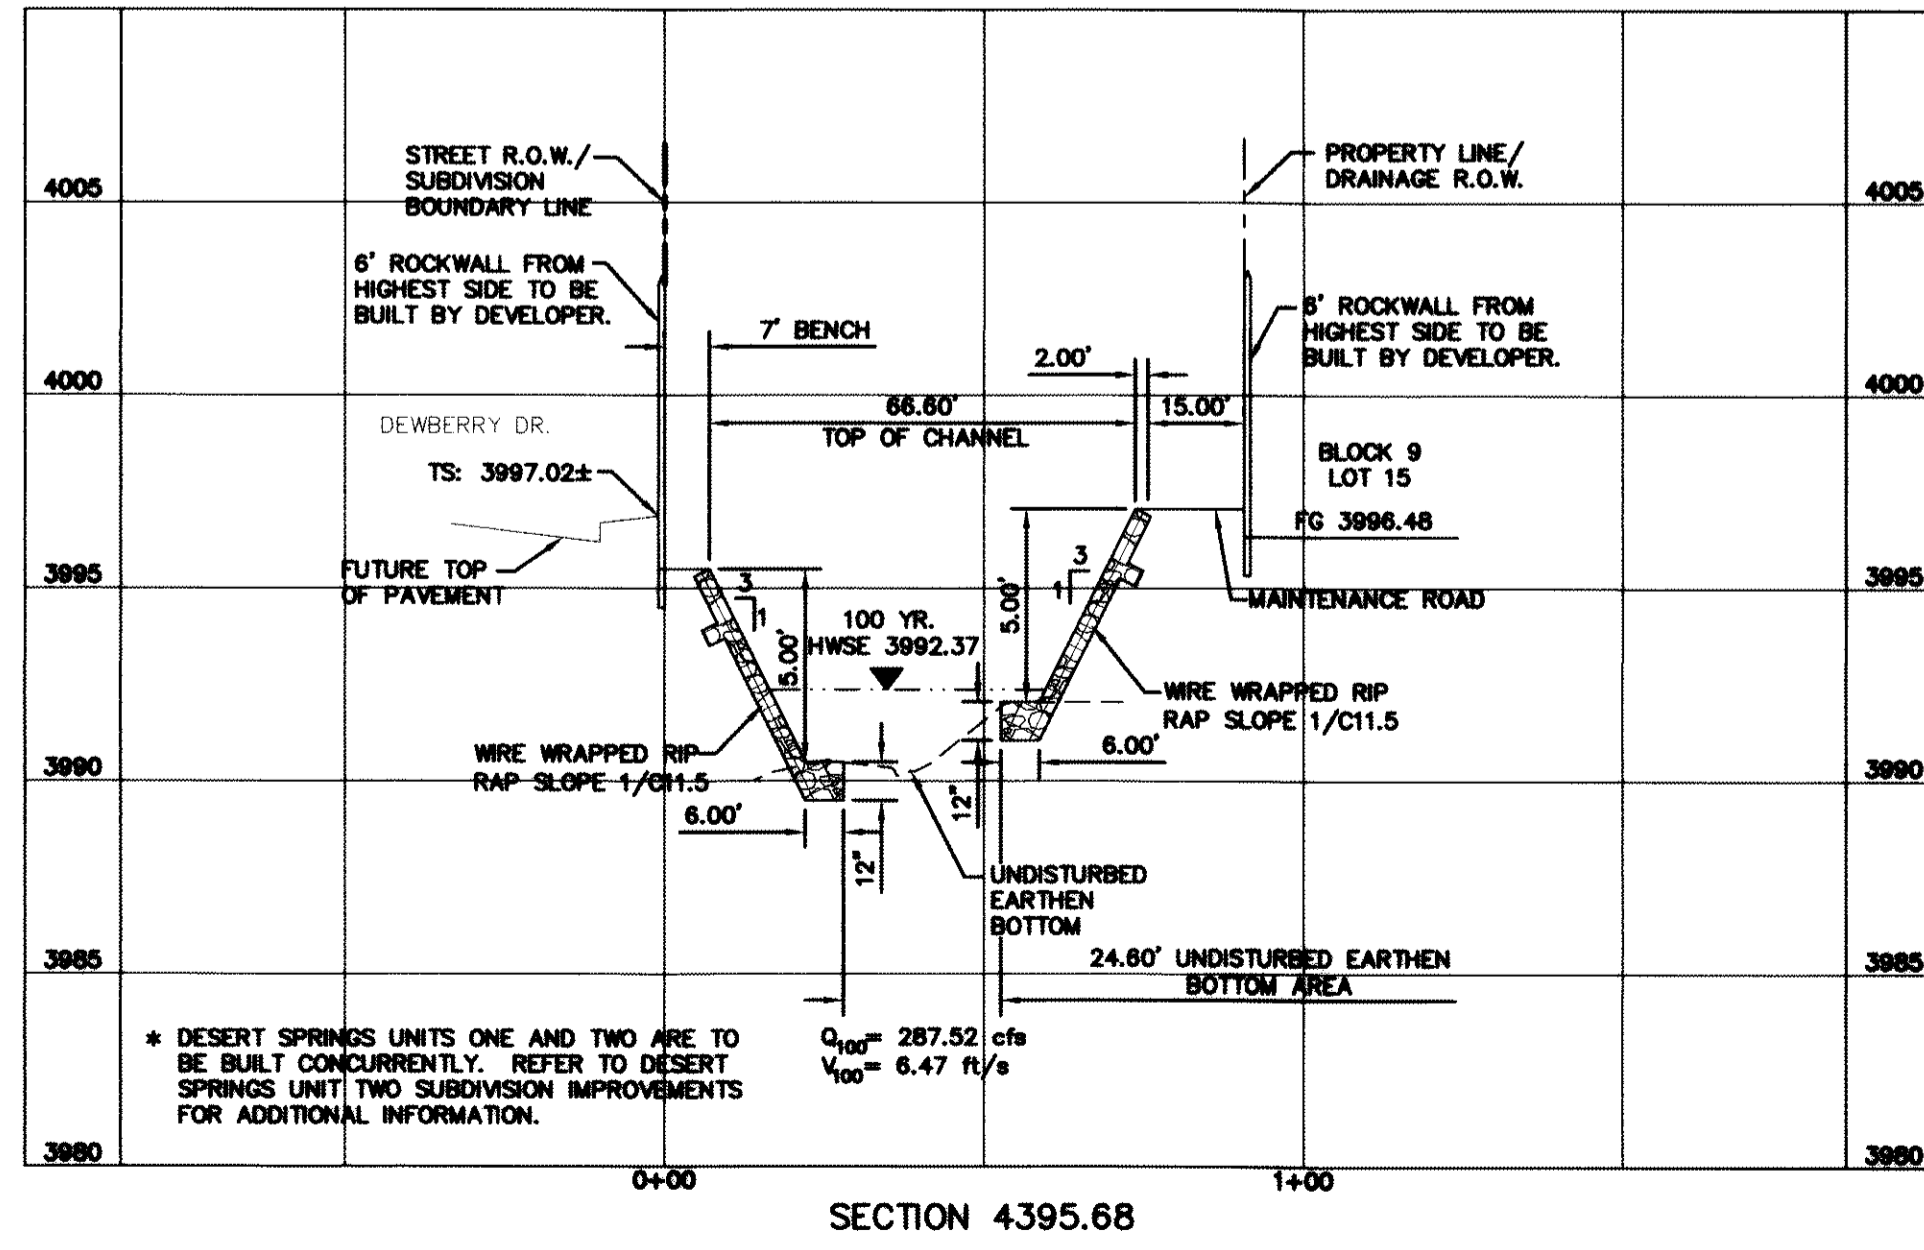 STREET R.O.W./
SUBDIVISION
BOUNDARY LINE
PROPERTY LINE/
DRAINAGE R.O.W.
4005
4005
6' ROCKWALL FROM
HIGHEST SIDE TO BE
BUILT BY DEVELOPER.
7' BENCH
6' ROCKWALL FROM
HIGHEST SIDE TO BE
BUILT BY DEVELOPER.
2.00'
4000
4000
66.60'
TOP OF CHANNEL
15.00'
DEWBERRY DR.
TS: 3997.02±
BLOCK 9
LOT 15
FG 3996.48
FUTURE TOP
OF PAVEMENT
3995
3995
3
1
3
1
5.00'
5.00'
100 YR.
HWSE 3992.37
MAINTENANCE ROAD
WIRE WRAPPED RIP
RAP SLOPE 1/C11.5
WIRE WRAPPED RIP
RAP SLOPE 1/C11.5
6.00'
3990
3990
6.00'
12"
12"
UNDISTURBED
EARTHEN
BOTTOM
24.60' UNDISTURBED EARTHEN
BOTTOM AREA
3985
3985
* DESERT SPRINGS UNITS ONE AND TWO ARE TO
BE BUILT CONCURRENTLY. REFER TO DESERT
SPRINGS UNIT TWO SUBDIVISION IMPROVEMENTS
FOR ADDITIONAL INFORMATION.
Q100= 287.52 cfs
V100= 6.47 ft/s
3980
3980
0+00
1+00
SECTION 4395.68